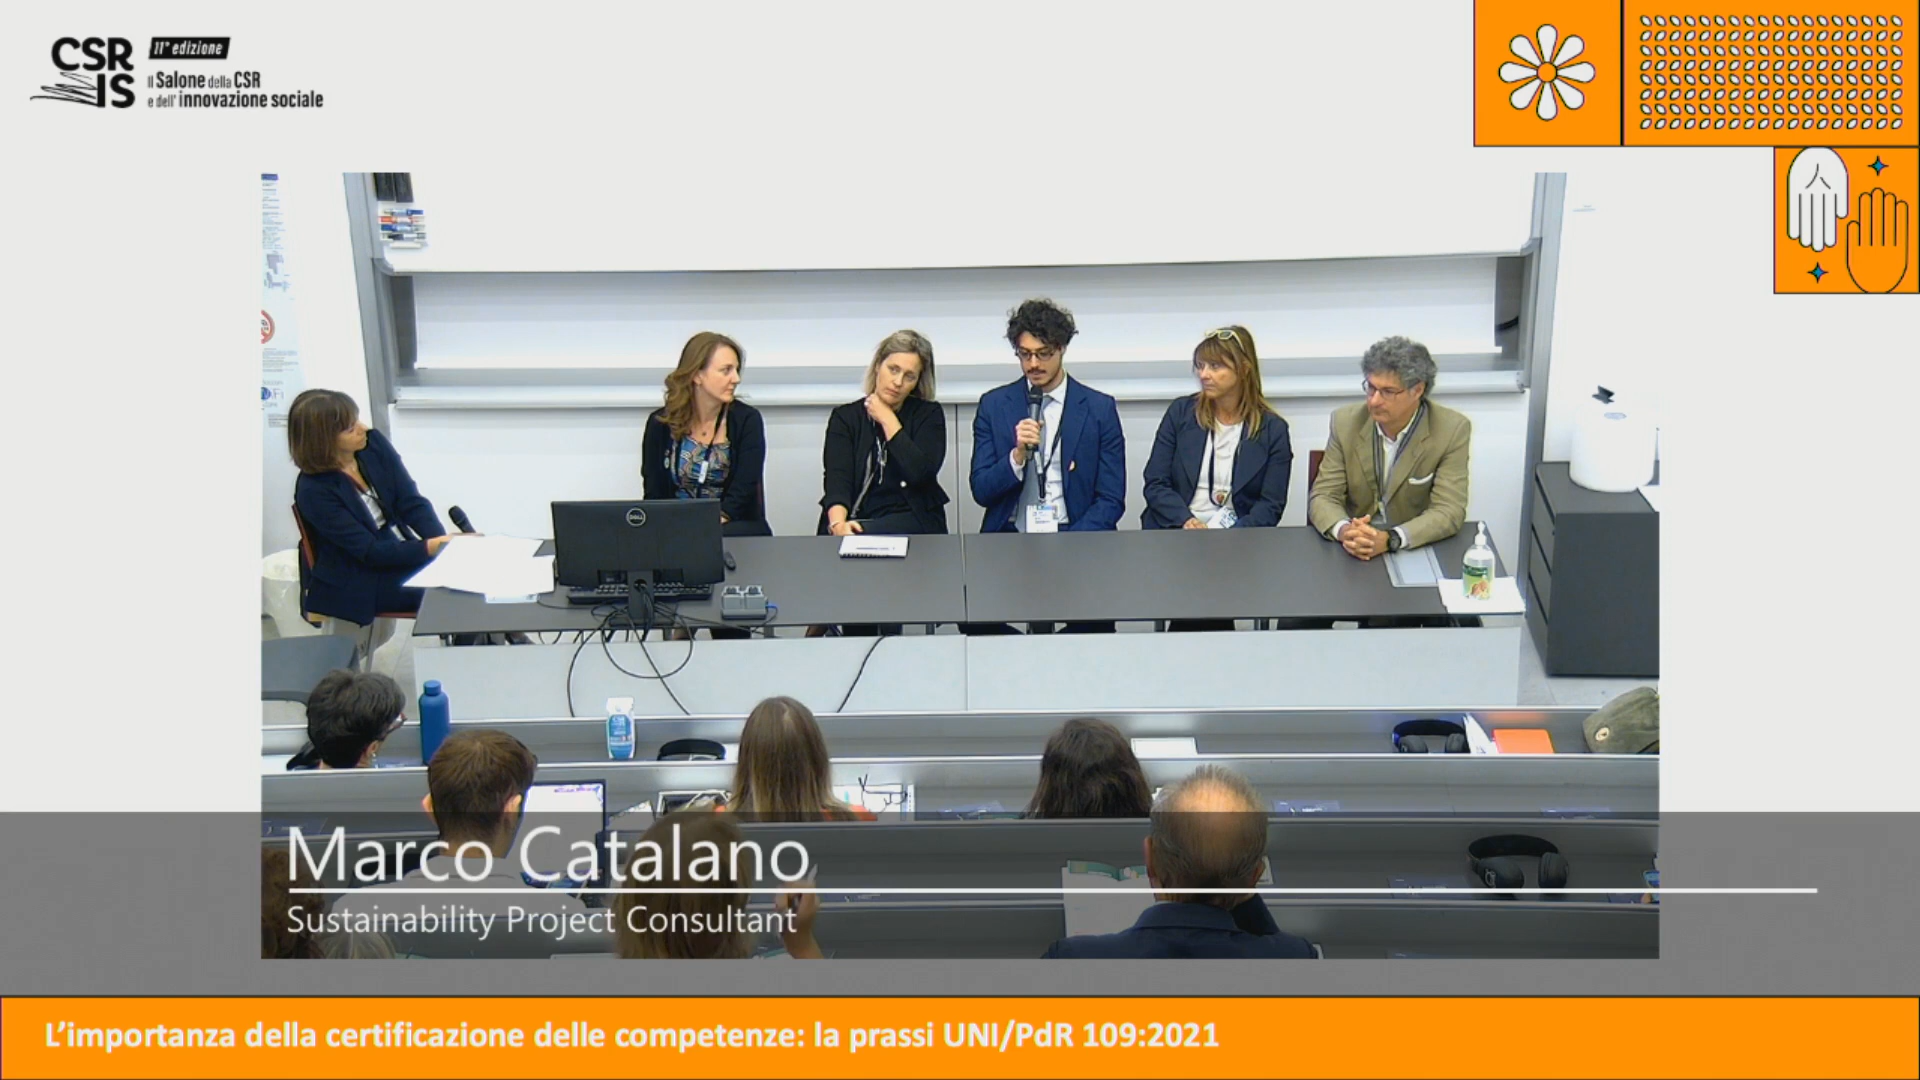 CSR
IS
11ª edizione
Il Salone della CSR
e dell' innovazione sociale
DELL
Marco Catalano
Sustainability Project Consultant
L'importanza della certificazione delle competenze: la prassi UNI/PdR 109:2021